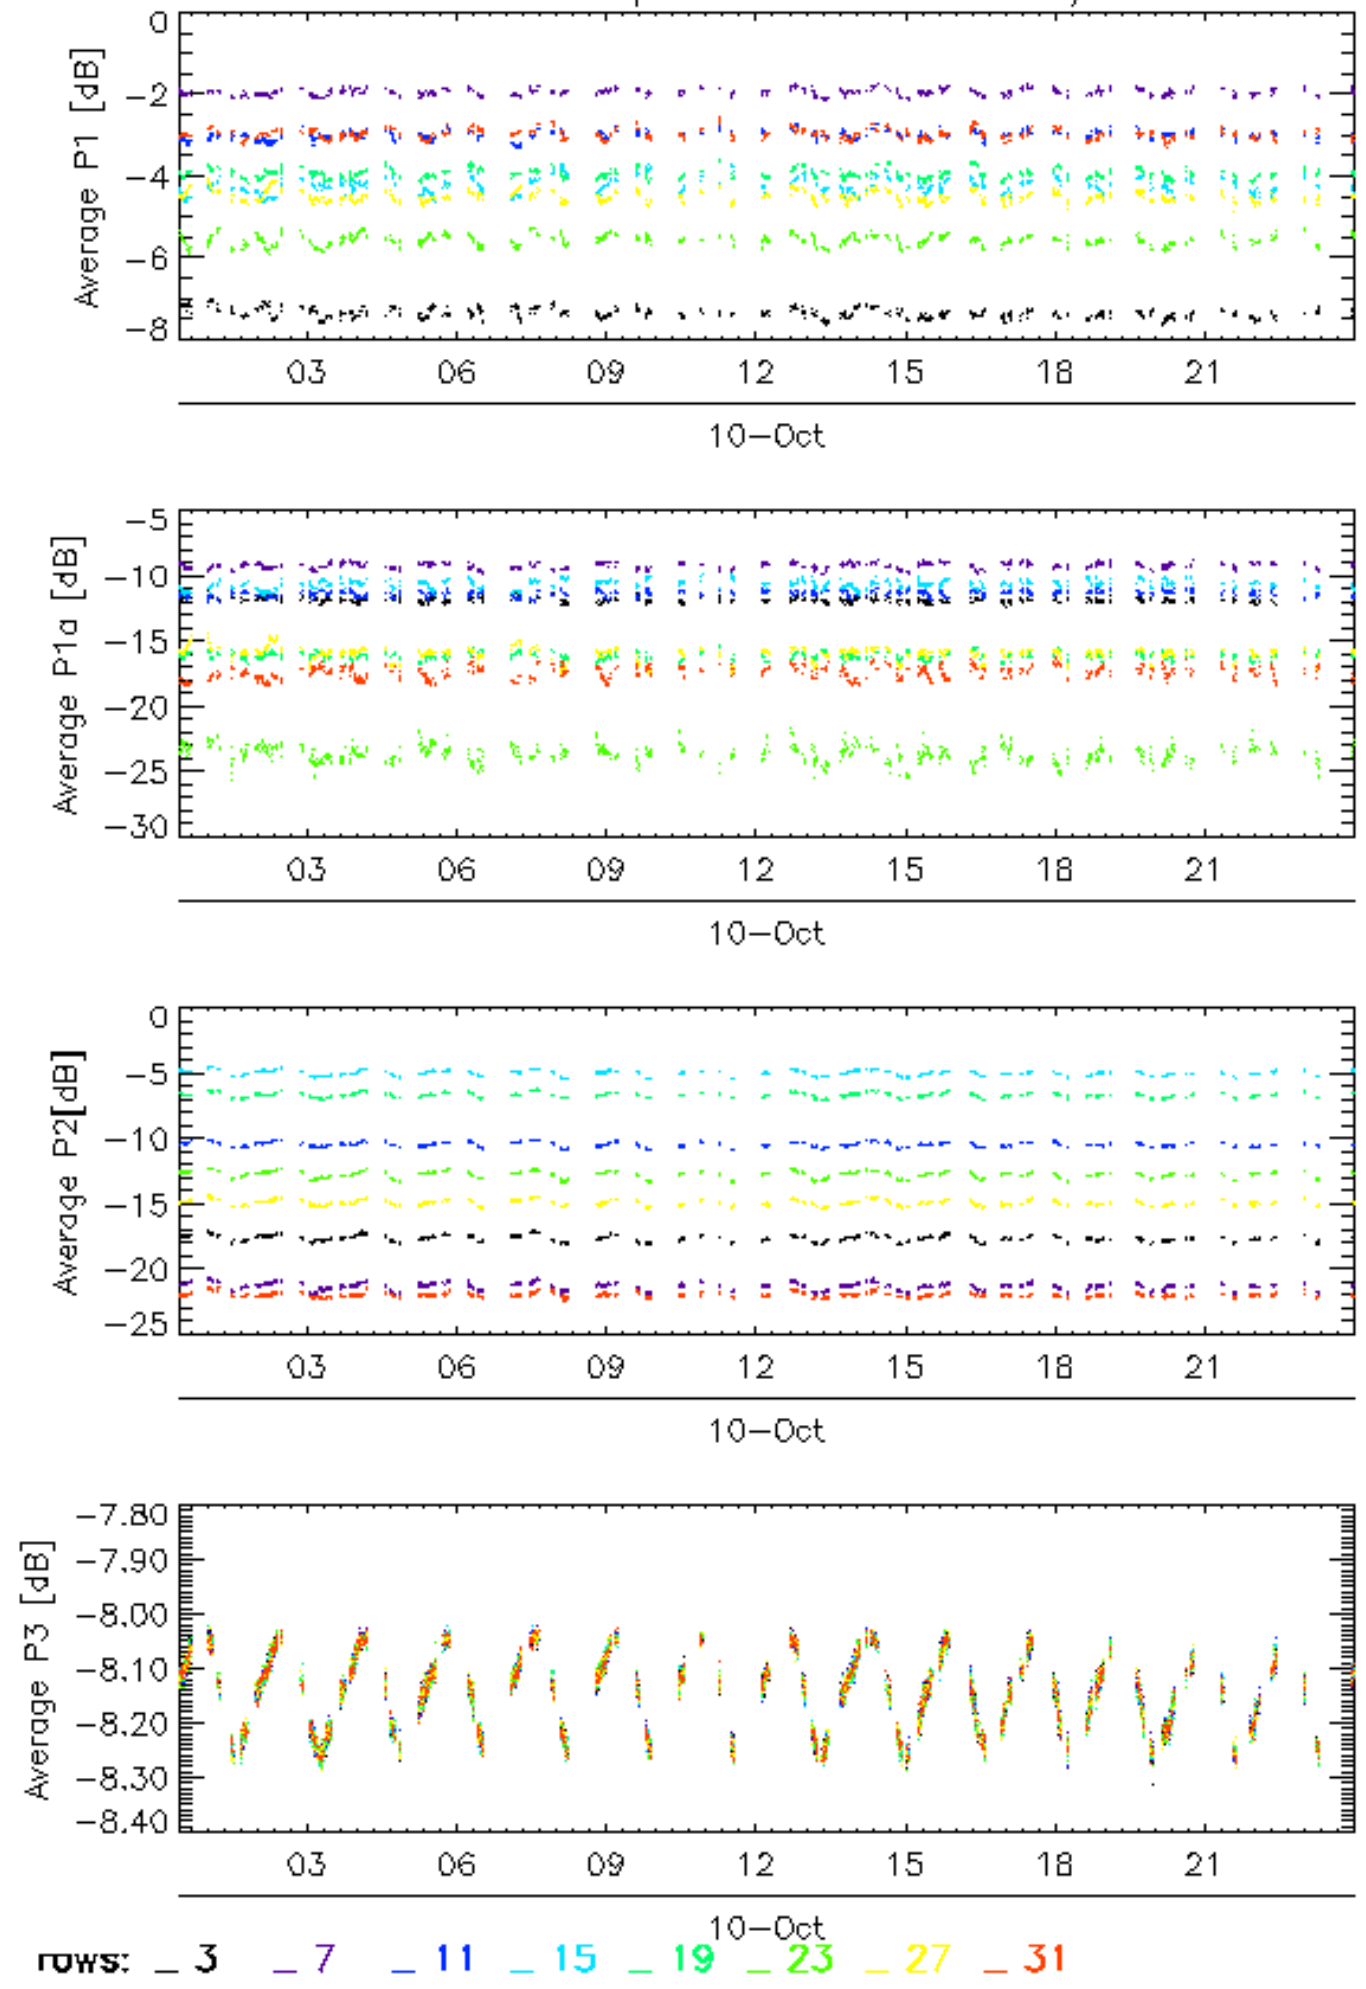 0
−2
−4
−6
−8
Average P1 [dB]
03 06 09 12 15 18 21
10−Oct
−5
−10
−15
−20
−25
−30
Average P1a [dB]
03 06 09 12 15 18 21
10−Oct
0
−5
−10
−15
−20
−25
Average P2[dB]
03 06 09 12 15 18 21
10−Oct
−7.80
−7.90
−8.00
−8.10
−8.20
−8.30
−8.40
Average P3 [dB]
03 06 09 12 15 18 21
10−Oct
rows: _ 3 _ 7 _ 11 _ 15 _ 19 _ 23 _ 27 _ 31